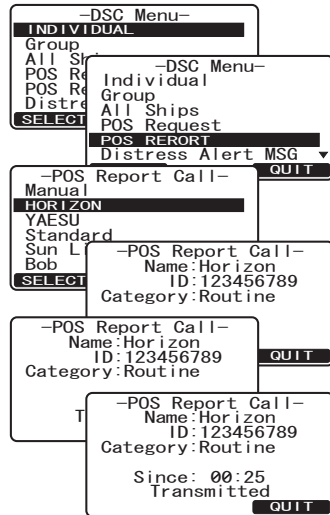 -DSC Menu-
INDIVIDUAL
Group
All Sh
POS Re
POS Re
Distre
SELECT
-DSC Menu-
Individual
Group
All Ships
POS Request
POS RERORT
Distress Alert MSG ▼
QUIT
-POS Report Call-
Manual
HORIZON
YAESU
Standard
Sun Li
Bob
SELECT
-POS Report Call-
Name:Horizon
ID:123456789
Category:Routine
QUIT
-POS Report Call-
Name:Horizon
ID:123456789
Category:Routine
T
-POS Report Call-
Name:Horizon
ID:123456789
Category:Routine
Since: 00:25
Transmitted
QUIT